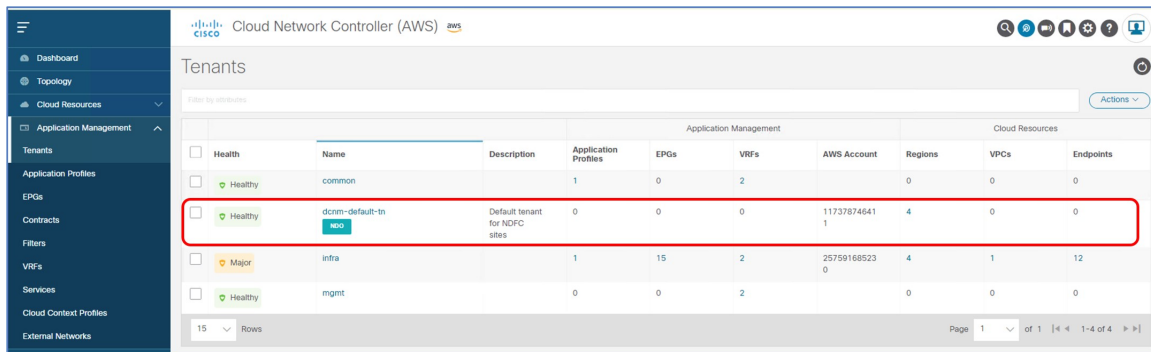 cisco Cloud Network Controller (AWS) aws
Dashboard
Topology
Cloud Resources
Application Management
Tenants
Application Profiles
EPGs
Contracts
Filters
VRFs
Services
Cloud Context Profiles
External Networks
Tenants
Filter by attributes
Actions
Application Management Cloud Resources
Health Name Description Application Profiles EPGs VRFs AWS Account Regions VPCs Endpoints
Healthy common 1 0 2 0 0 0
Healthy dcnm-default-tn Default tenant 0 0 0 11737874641 4 0 0
NDO for NDFC 1
sites
Major infra 1 15 2 25759168523 4 1 12
0
Healthy mgmt 0 0 2 0 0 0
15 Rows Page 1 of 1 1-4 of 4